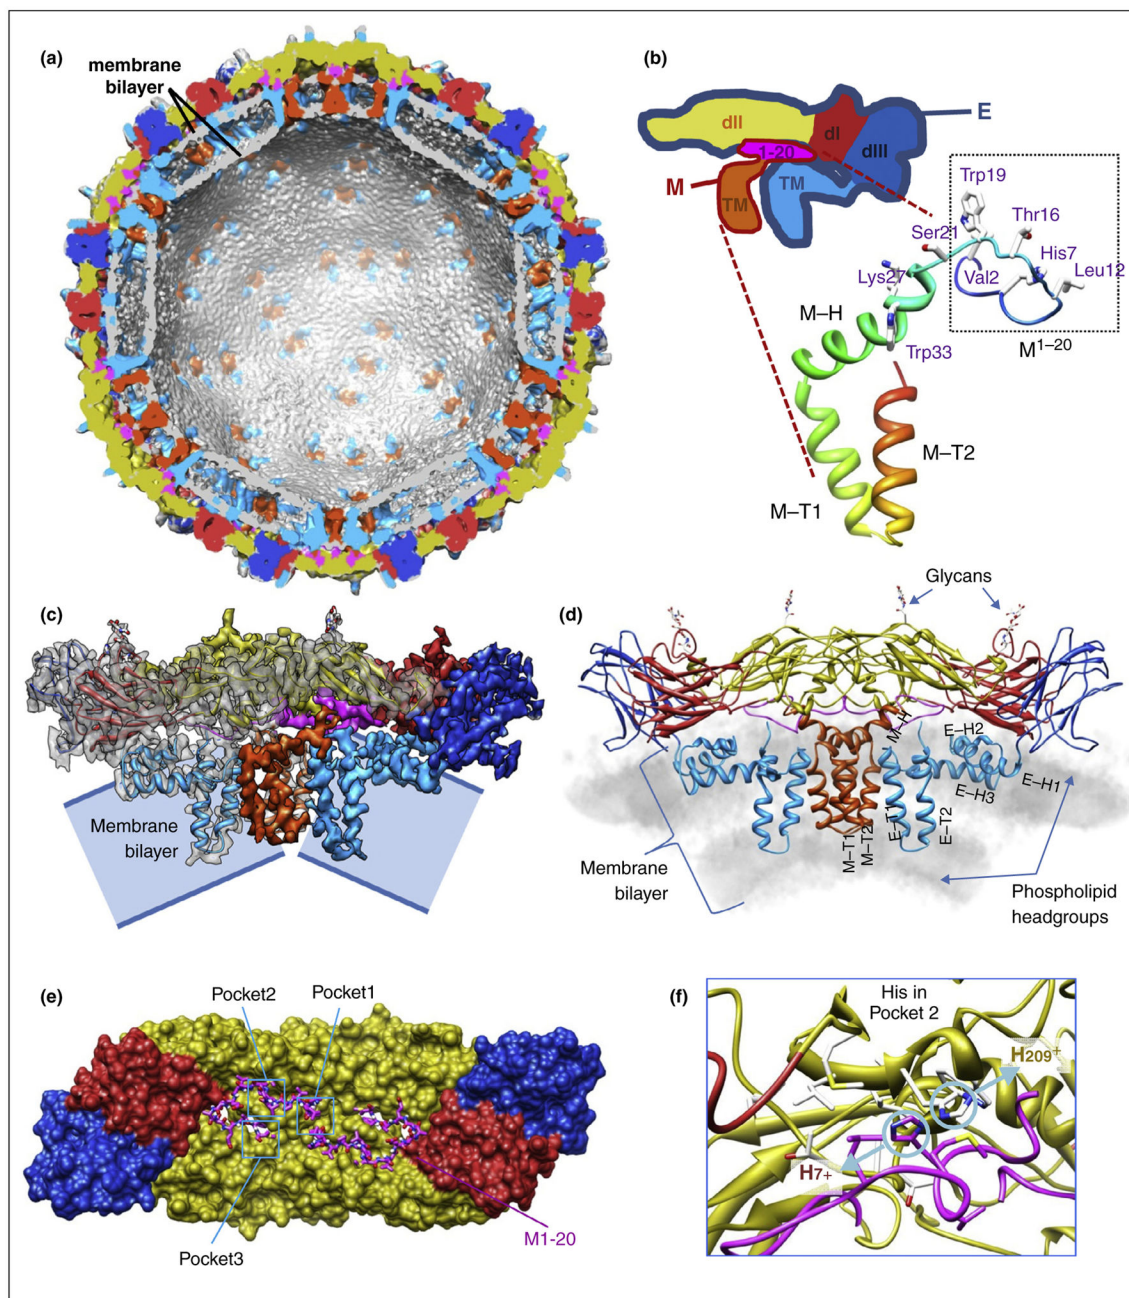 (a)
membrane
bilayer
(b)
dII
dI
dIII
1-20
E
M
TM
TM
Trp19
Thr16
Ser21
His7
Val2
Leu12
Lys27
M–H
Trp33
M1–20
M–T2
M–T1
(c)
Membrane
bilayer
(d)
Glycans
M–H
E–H2
E–H1
E–H3
M–T1
M–T2
E–T1
E–T2
Membrane
bilayer
Phospholipid
headgroups
(e)
Pocket2
Pocket1
Pocket3
M1-20
(f)
His in
Pocket 2
H209+
H7+